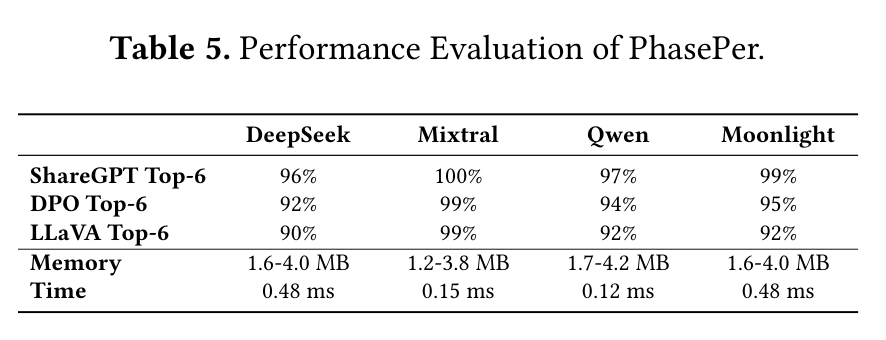 Table 5. Performance Evaluation of PhasePer.
DeepSeek Mixtral Qwen Moonlight
ShareGPT Top-6 96% 100% 97% 99%
DPO Top-6 92% 99% 94% 95%
LLaVA Top-6 90% 99% 92% 92%
Memory 1.6-4.0 MB 1.2-3.8 MB 1.7-4.2 MB 1.6-4.0 MB
Time 0.48 ms 0.15 ms 0.12 ms 0.48 ms